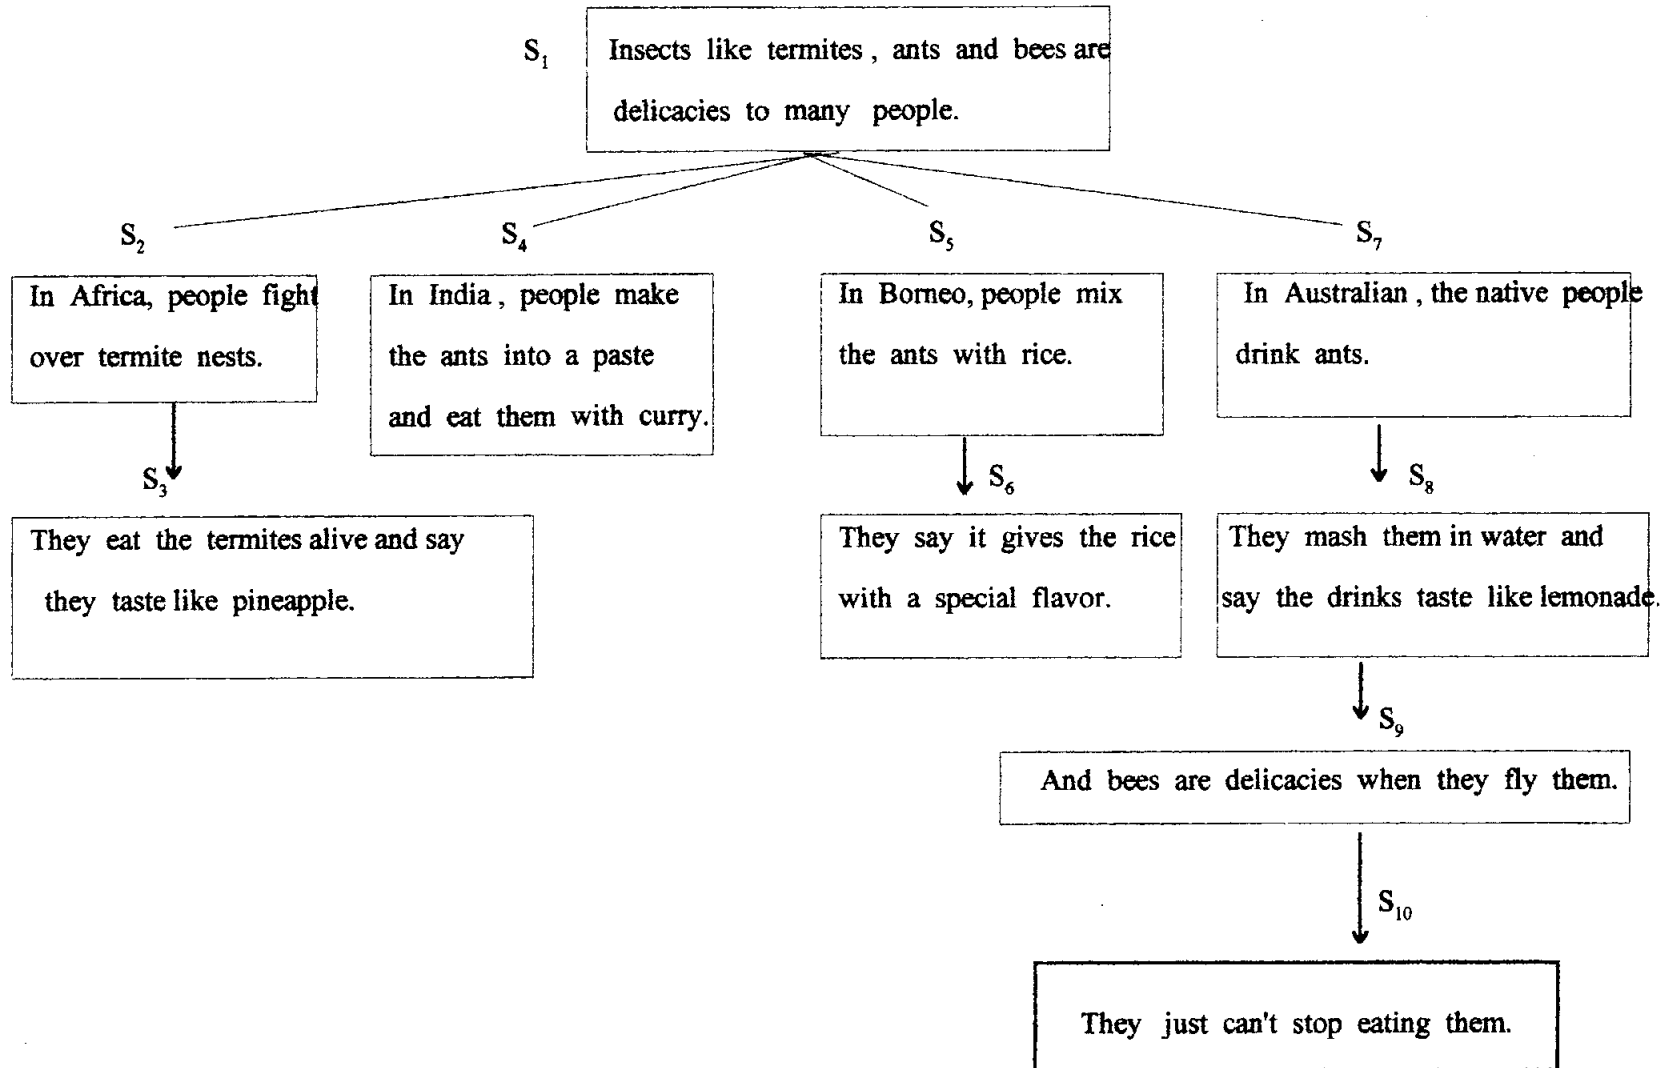 S1
Insects like termites , ants and bees are
delicacies to many people.
S2
In Africa, people fight
over termite nests.
S3
They eat the termites alive and say
they taste like pineapple.
S4
In India , people make
the ants into a paste
and eat them with curry.
S5
In Borneo, people mix
the ants with rice.
S6
They say it gives the rice
with a special flavor.
S7
In Australian , the native people
drink ants.
S8
They mash them in water and
say the drinks taste like lemonade.
S9
And bees are delicacies when they fly them.
S10
They just can't stop eating them.